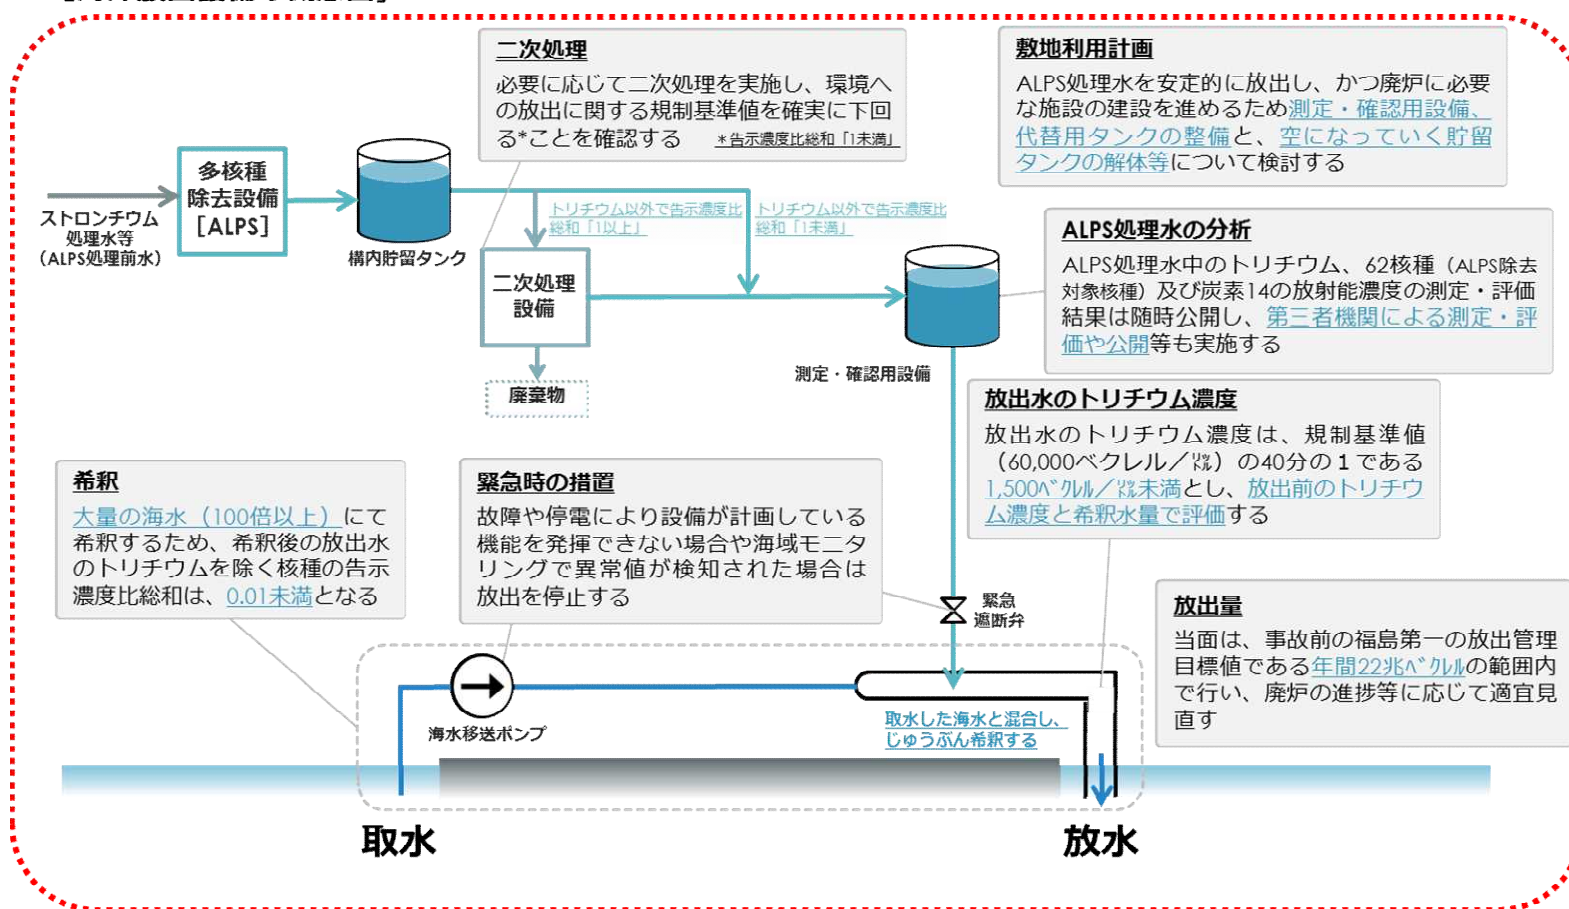 二次処理
必要に応じて二次処理を実施し、環境へ
の放出に関する規制基準値を確実に下回
る*ことを確認する *告示濃度比総和「1未満」
敷地利用計画
ALPS処理水を安定的に放出し、かつ廃炉に必要
な施設の建設を進めるため測定・確認用設備、
代替用タンクの整備と、空になっていく貯留
タンクの解体等について検討する
多核種
除去設備
[ALPS]
ストロンチウム
処理水等
(ALPS処理前水)
構内貯留タンク
トリチウム以外で告示濃度比
総和「1以上」
トリチウム以外で告示濃度比
総和「1未満」
二次処理
設備
廃棄物
測定・確認用設備
ALPS処理水の分析
ALPS処理水中のトリチウム、62核種(ALPS除去
対象核種)及び炭素14の放射能濃度の測定・評価
結果は随時公開し、第三者機関による測定・評
価や公開等も実施する
放出水のトリチウム濃度
放出水のトリチウム濃度は、規制基準値
(60,000ベクレル/㍑)の40分の1である
1,500ベクレル/㍑未満とし、放出前のトリチウ
ム濃度と希釈水量で評価する
希釈
大量の海水(100倍以上)にて
希釈するため、希釈後の放出水
のトリチウムを除く核種の告示
濃度比総和は、0.01未満となる
緊急時の措置
故障や停電により設備が計画している
機能を発揮できない場合や海域モニタ
リングで異常値が検知された場合は
放出を停止する
緊急
遮断弁
放出量
当面は、事故前の福島第一の放出管理
目標値である年間22兆ベクレルの範囲内
で行い、廃炉の進捗等に応じて適宜見
直す
海水移送ポンプ
取水した海水と混合し、
じゅうぶん希釈する
取水
放水